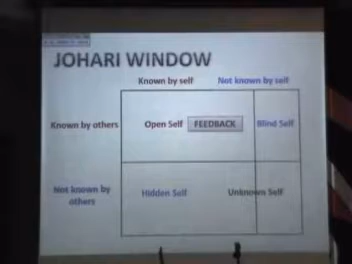 JOHARI WINDOW
Known by self Not known by self
Known by others Open Self FEEDBACK Blind Self
Not known by
others
Hidden Self Unknown Self